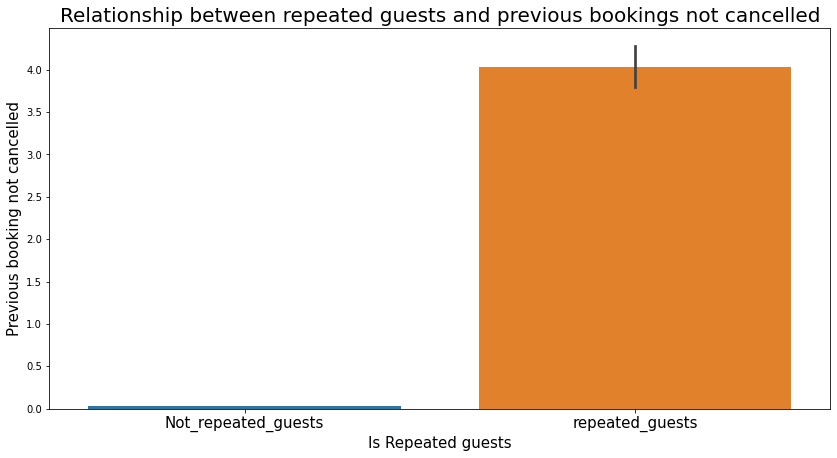 Relationship between repeated guests and previous bookings not cancelled
Previous booking not cancelled
4.0
3.5
3.0
2.5
2.0
1.5
1.0
0.5
0.0
Not_repeated_guests
repeated_guests
Is Repeated guests